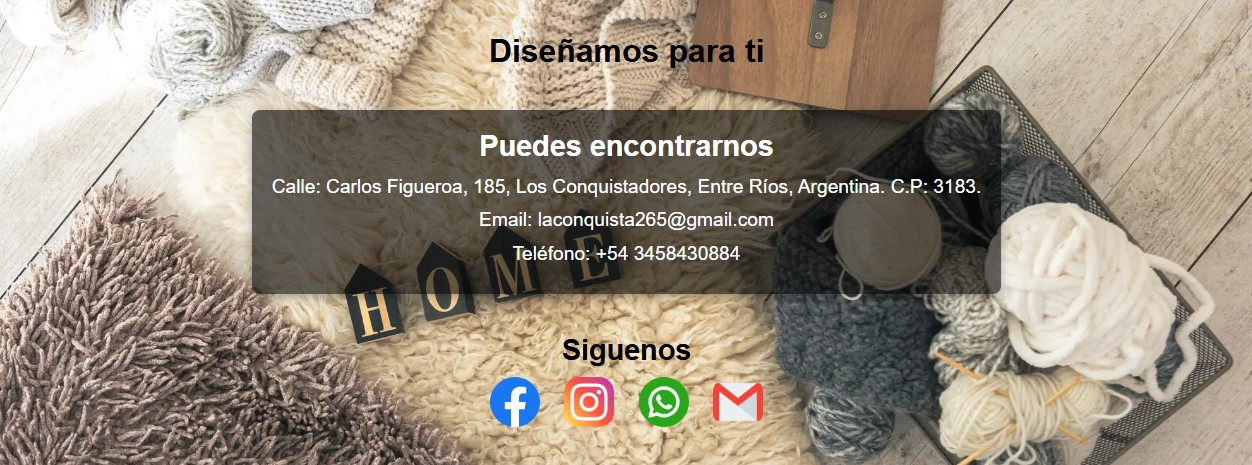 Diseñamos para ti
Puedes encontrarnos
Calle: Carlos Figueroa, 185, Los Conquistadores, Entre Ríos, Argentina. C.P: 3183.
Email: laconquista265@gmail.com
Teléfono: +54 3458430884
HOME
Siguenos